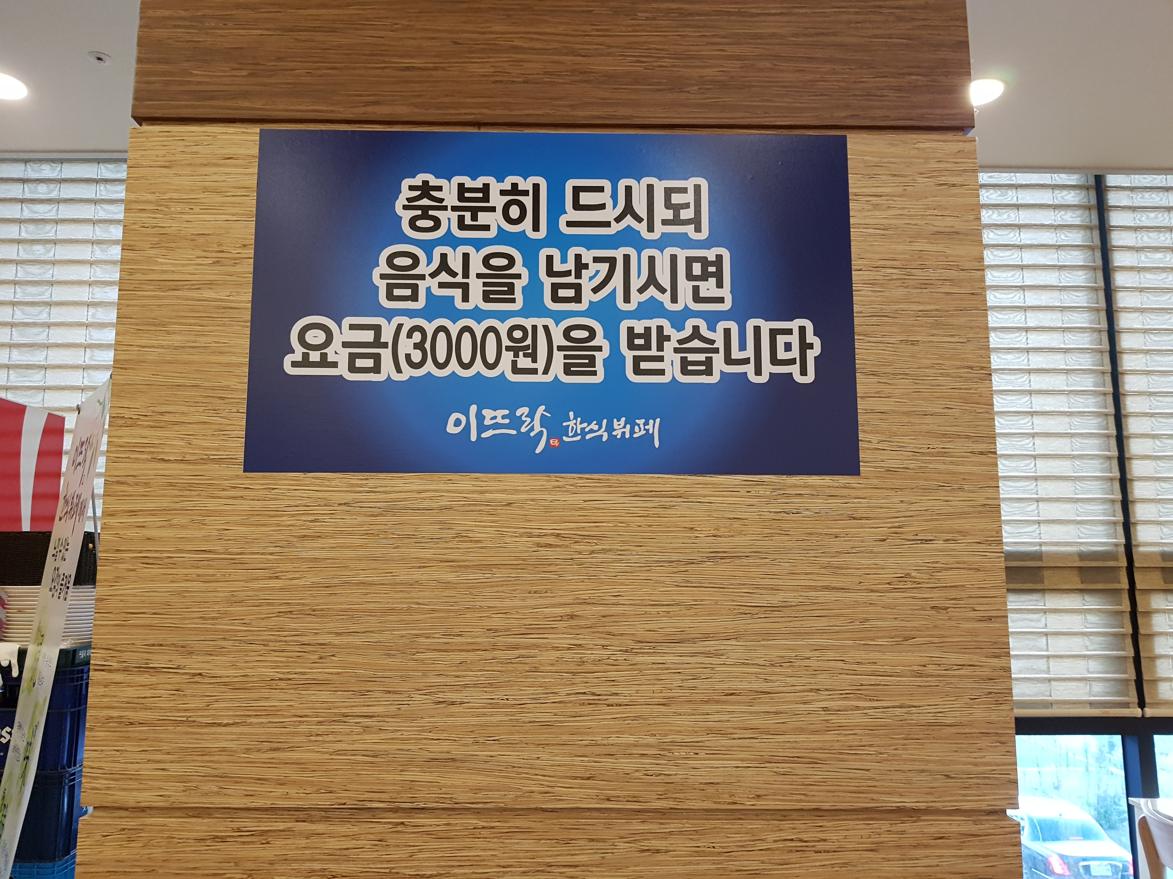 충분히 드시되
음식을 남기시면
요금(3000원)을 받습니다
이뜨락 한식뷔페